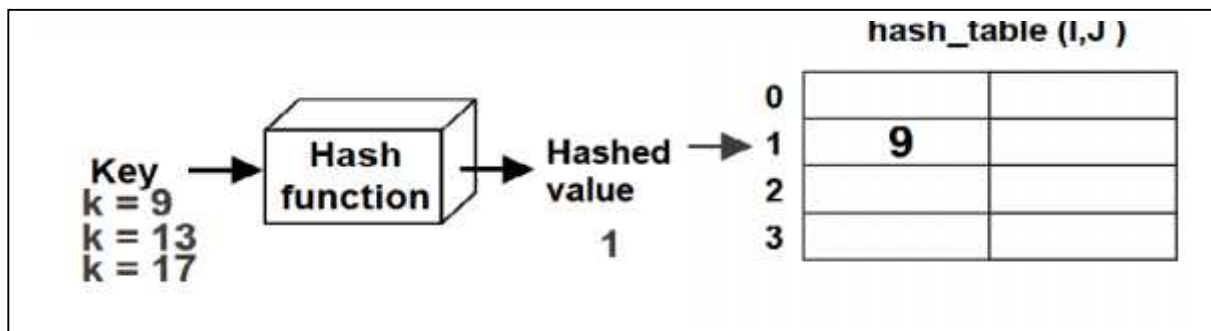 hash_table (I,J )
Key
k = 9
k = 13
k = 17
Hash
function
Hashed
value
1
0
1
9
2
3